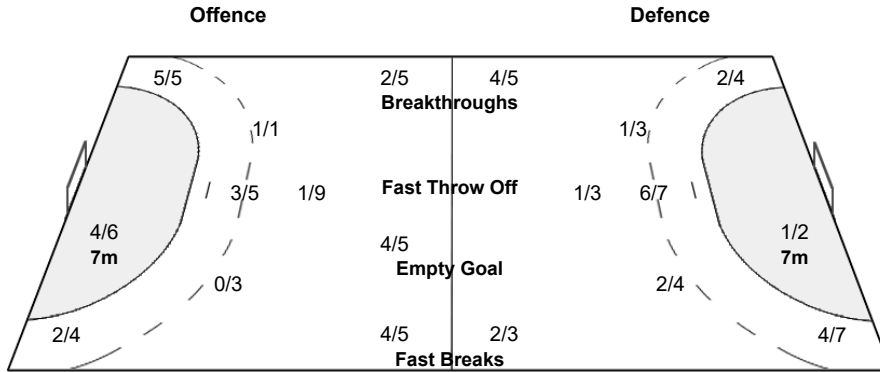 Offence Defence
5/5 2/5 4/5 2/4
Breakthroughs
1/1 1/3
3/5 1/9 Fast Throw Off 1/3 6/7
4/6 4/5 1/2
7m Empty Goal 7m
0/3 2/4
2/4 4/5 2/3 4/7
Fast Breaks